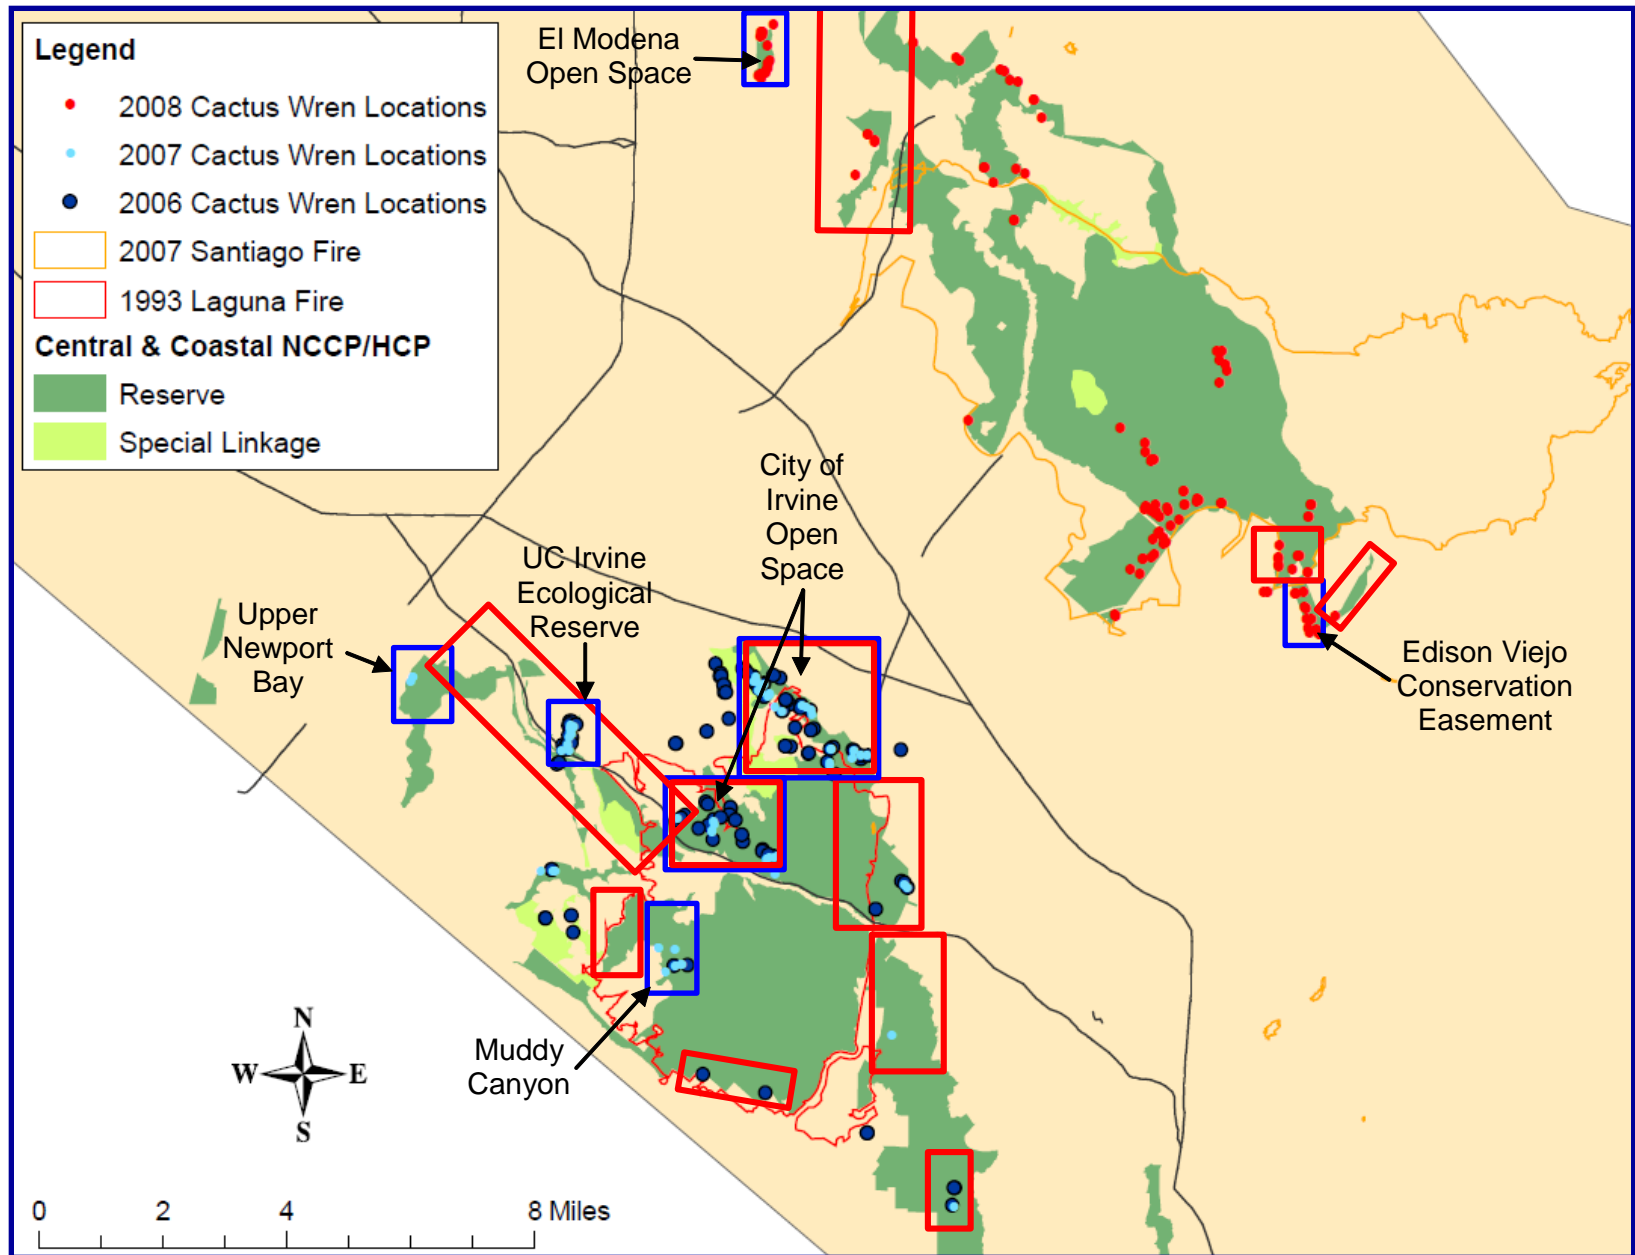 Legend
2008 Cactus Wren Locations
2007 Cactus Wren Locations
2006 Cactus Wren Locations
2007 Santiago Fire
1993 Laguna Fire
Central & Coastal NCCP/HCP
Reserve
Special Linkage
El Modena
Open Space
City of
Irvine
Open
Space
UC Irvine
Ecological
Reserve
Upper
Newport
Bay
Edison Viejo
Conservation
Easement
Muddy
Canyon
N
W E
S
0 2 4 8 Miles